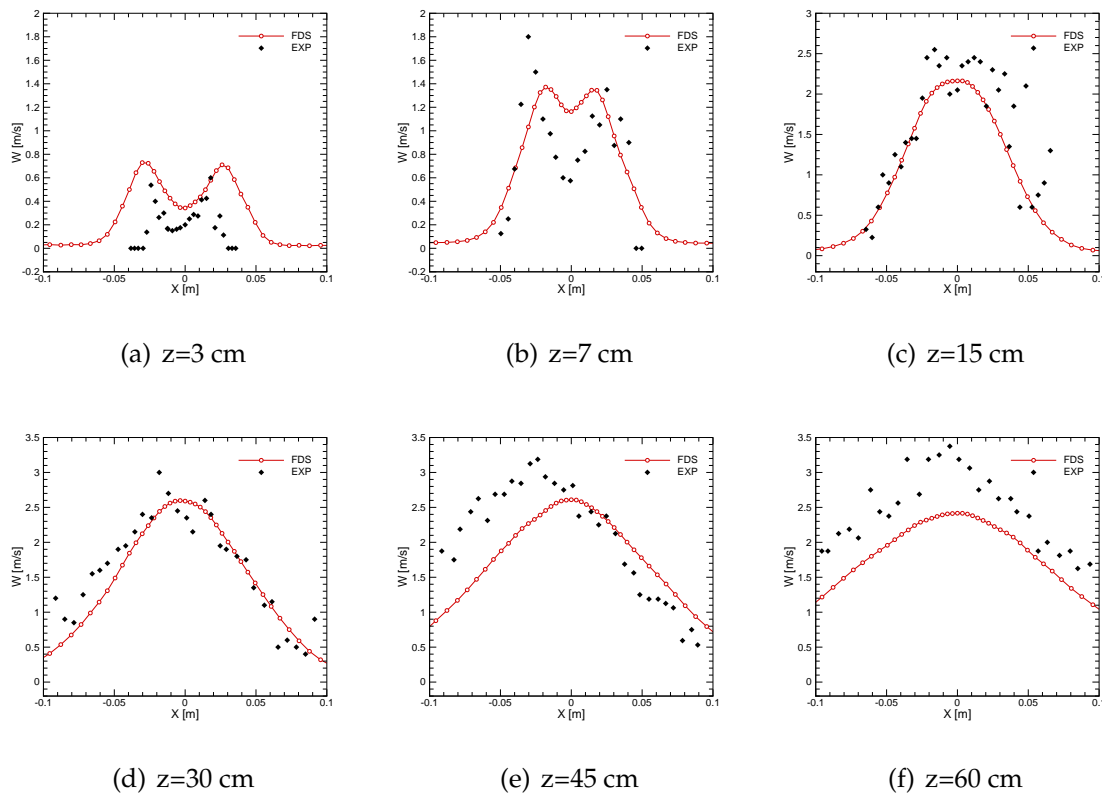 2
1.8
1.6
1.4
1.2
1
0.8
0.6
0.4
0.2
0
-0.2
W [m/s]
-0.1 -0.05 0 0.05 0.1
X [m]
FDS
EXP
(a) z=3 cm
2
1.8
1.6
1.4
1.2
1
0.8
0.6
0.4
0.2
0
-0.2
W [m/s]
-0.1 -0.05 0 0.05 0.1
X [m]
FDS
EXP
(b) z=7 cm
3
2.5
2
1.5
1
0.5
0
W [m/s]
-0.1 -0.05 0 0.05 0.1
X [m]
FDS
EXP
(c) z=15 cm
3.5
3
2.5
2
1.5
1
0.5
0
W [m/s]
-0.1 -0.05 0 0.05 0.1
X [m]
FDS
EXP
(d) z=30 cm
3.5
3
2.5
2
1.5
1
0.5
0
W [m/s]
-0.1 -0.05 0 0.05 0.1
X [m]
FDS
EXP
(e) z=45 cm
3.5
3
2.5
2
1.5
1
0.5
0
W [m/s]
-0.1 -0.05 0 0.05 0.1
X [m]
FDS
EXP
(f) z=60 cm